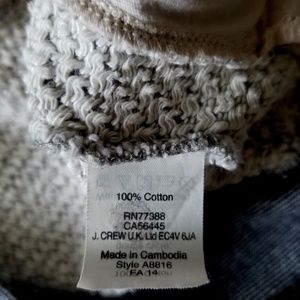 100% Cotton
RN77388
CA56445
J. CREW U.K. Ltd EC4V 6JA
Made in Cambodia
Style A8816
FA 14